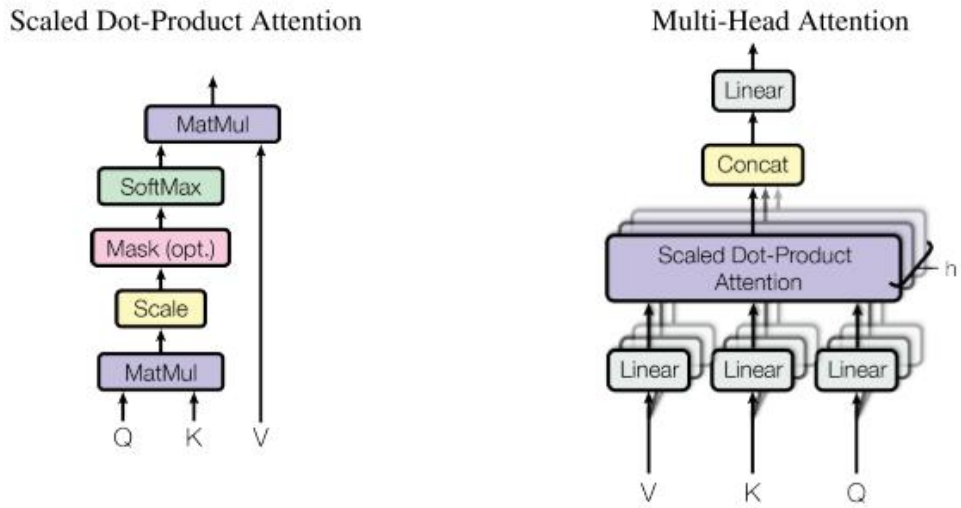 Scaled Dot-Product Attention
MatMul
SoftMax
Mask (opt.)
Scale
MatMul
Q K V
Multi-Head Attention
Linear
Concat
Scaled Dot-Product
Attention
h
Linear Linear Linear
V K Q